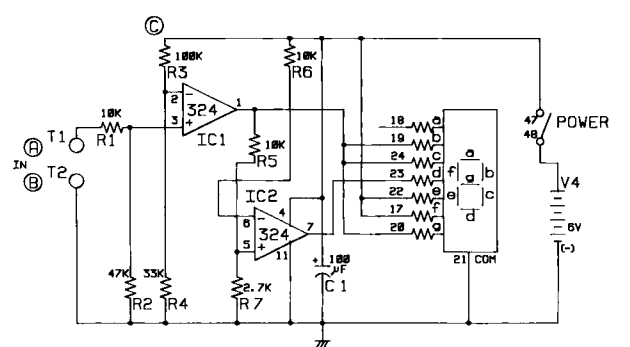 C
100K
R3
10K
R6
2
3
324
1
IC1
10K
R1
A
T1
IN
B
T2
10K
R5
IC2
4
6
5
324
7
11
47K
R2
33K
R4
2.7K
R7
+
100
µF
C1
18
a
19
b
24
c
23
d
22
e
17
f
20
g
a
f
b
g
e
c
d
21 COM
47
48
POWER
V4
6V
(-)